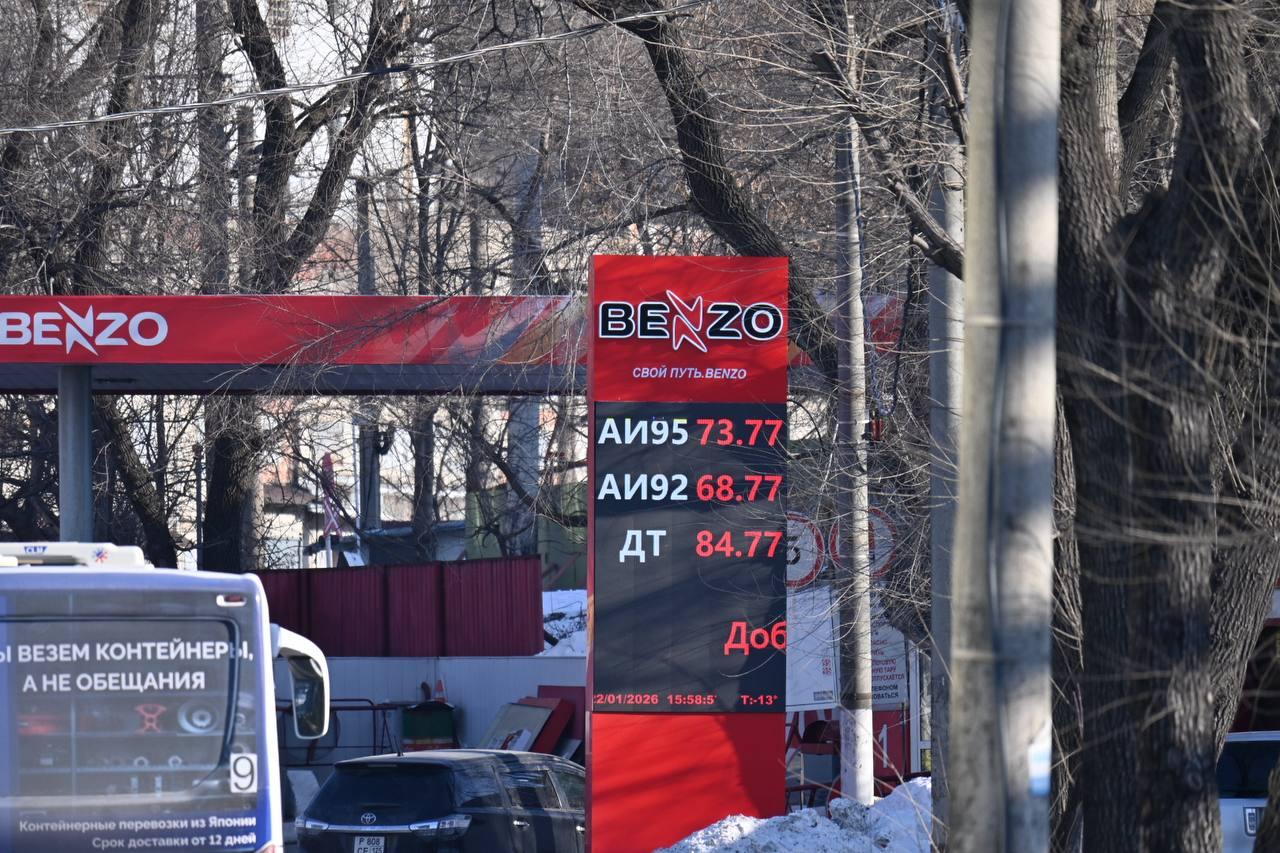 BENZO
BENZO
СВОЙ ПУТЬ.BENZO
АИ95 73.77
АИ92 68.77
ДТ 84.77
Доб
2/01/2026 15:58:5 T:-13°
ВЕЗЕМ КОНТЕЙНЕРЫ,
А НЕ ОБЕЩАНИЯ
9
Контейнерные перевозки из Японии
Срок доставки от 12 дней
Р 808